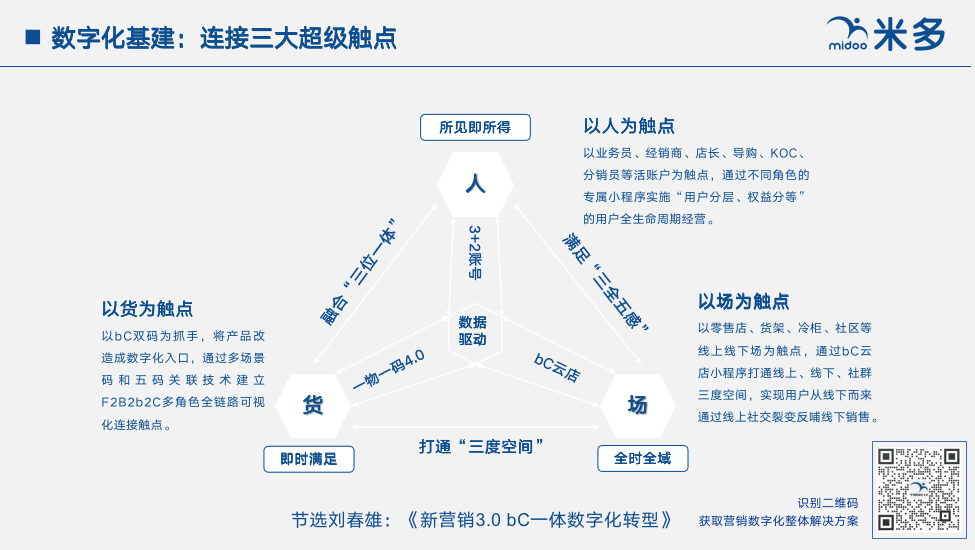 数字化基建：连接三大超级触点
midoo 米多
所见即所得
人
以人为触点
以业务员、经销商、店长、导购、KOC、
分销员等活账户为触点，通过不同角色的
专属小程序实施“用户分层、权益分等”
的用户全生命周期经营。
融合“三位一体”
3+2账号
满足“三全五感”
以货为触点
以bC双码为抓手，将产品改
造成数字化入口，通过多场景
码和五码关联技术建立
F2B2b2C多角色全链路可视
化连接触点。
数据
驱动
一物一码4.0
bC云店
以场为触点
以零售店、货架、冷柜、社区等
线上线下场为触点，通过bC云
店小程序打通线上、线下、社群
三度空间，实现用户从线下而来
通过线上社交裂变反哺线下销售。
货
场
打通“三度空间”
即时满足
全时全域
节选刘春雄：《新营销3.0 bC一体数字化转型》
识别二维码
获取营销数字化整体解决方案